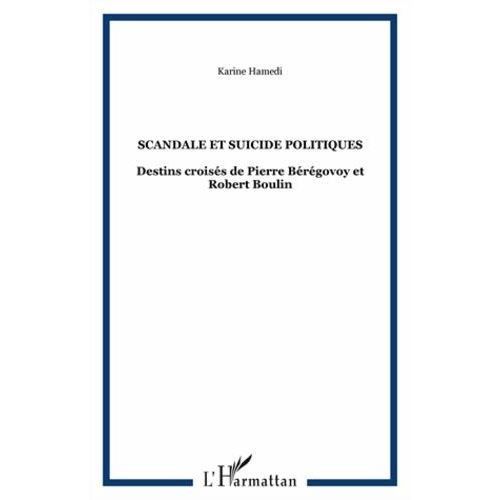 Karine Hamedi
SCANDALE ET SUICIDE POLITIQUES
Destins croisés de Pierre Bérégovoy et
Robert Boulin
L'Harmattan